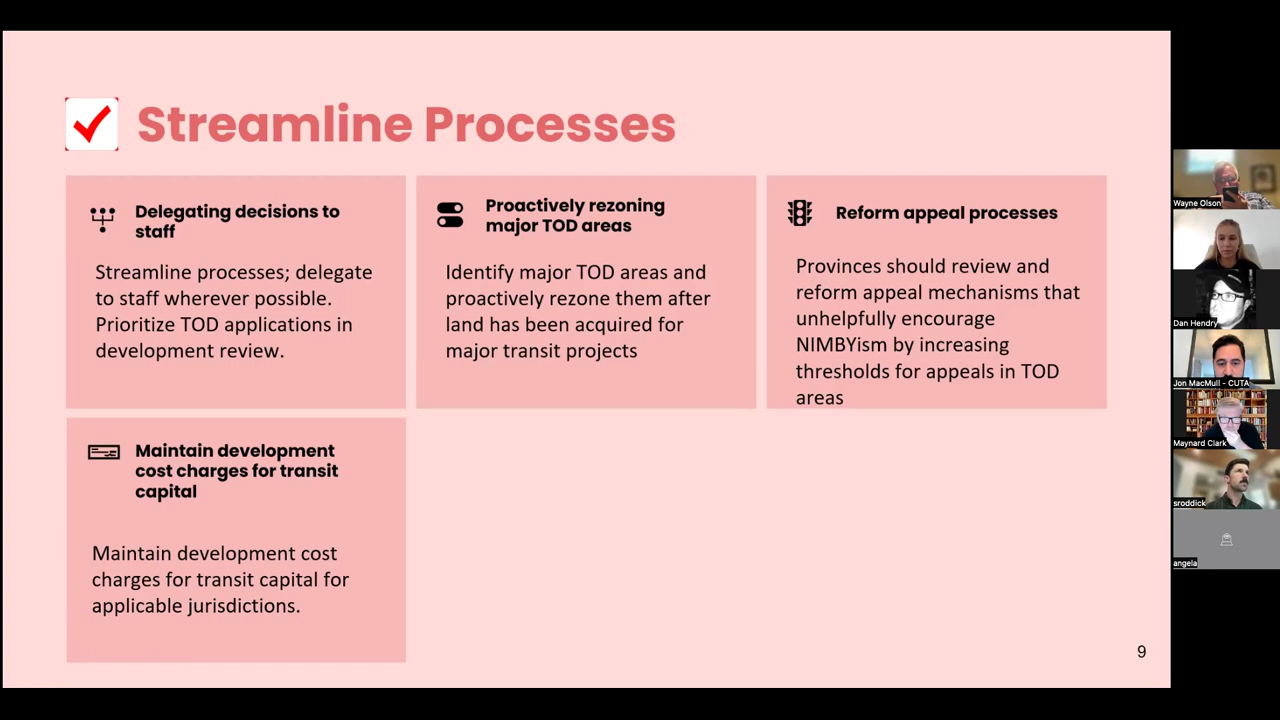 Streamline Processes
Delegating decisions to
staff
Streamline processes; delegate
to staff wherever possible.
Prioritize TOD applications in
development review.
Proactively rezoning
major TOD areas
Identify major TOD areas and
proactively rezone them after
land has been acquired for
major transit projects
Reform appeal processes
Provinces should review and
reform appeal mechanisms that
unhelpfully encourage
NIMBYism by increasing
thresholds for appeals in TOD
areas
Maintain development
cost charges for transit
capital
Maintain development cost
charges for transit capital for
applicable jurisdictions.
9
Wayne Olson
Dan Hendry
Jon MacMull - CUTA
Maynard Clark
sroddick
angela